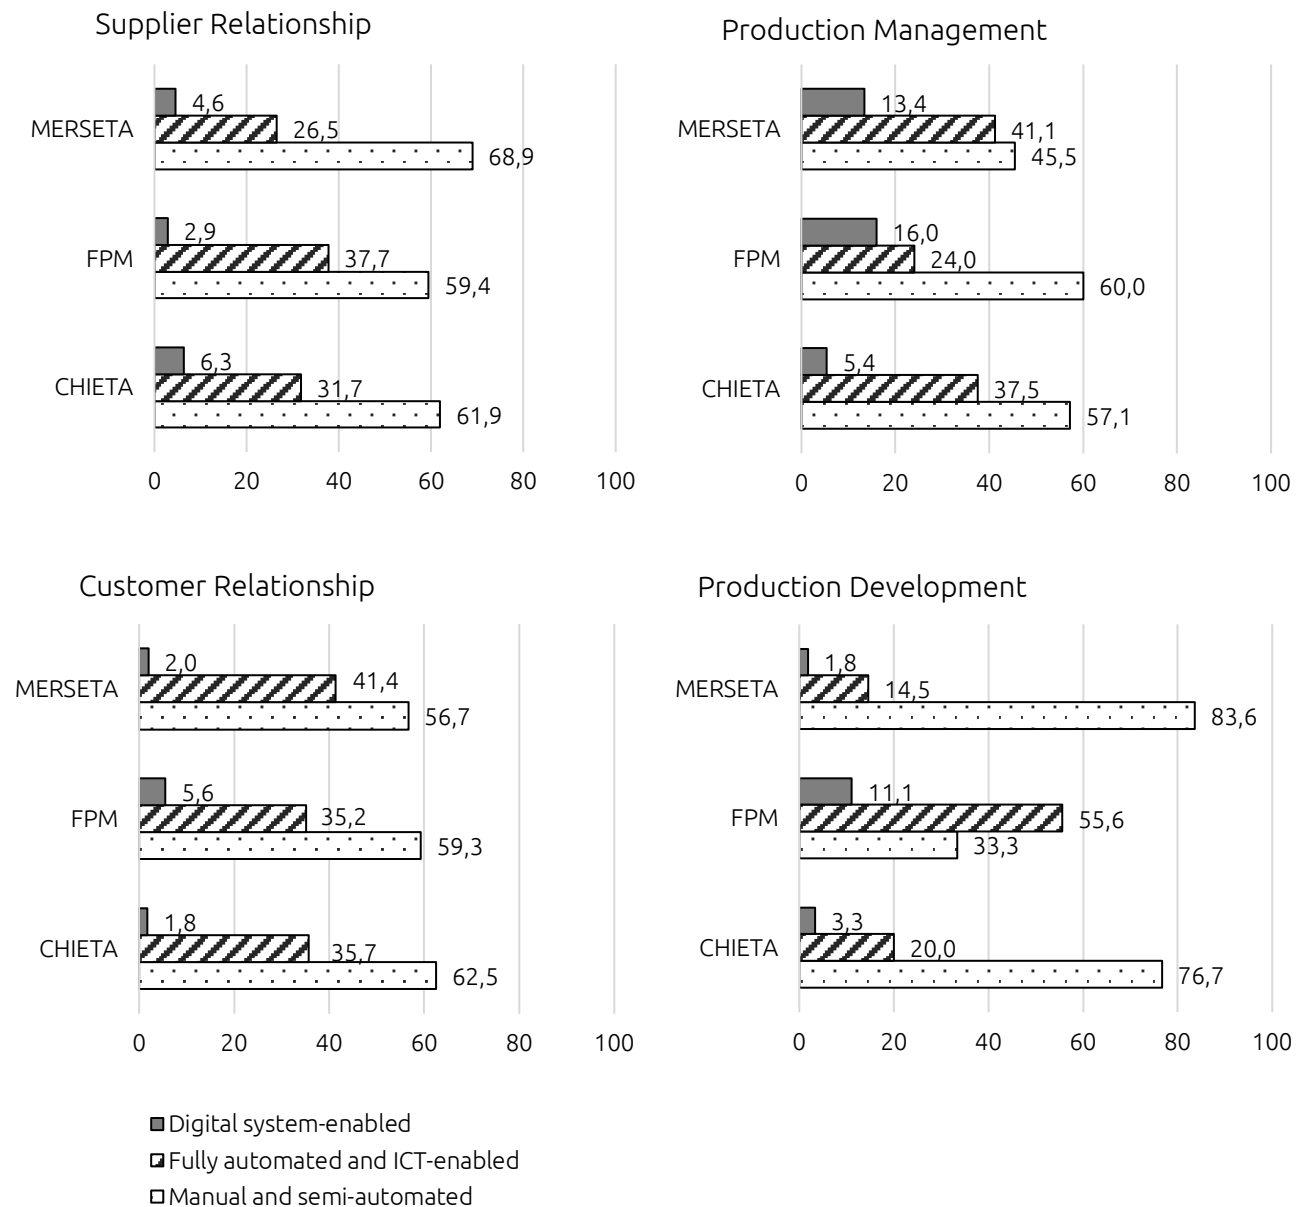 Supplier Relationship
MERSETA
4,6
26,5
68,9
FPM
2,9
37,7
59,4
CHIETA
6,3
31,7
61,9
0 20 40 60 80 100
Production Management
MERSETA
13,4
41,1
45,5
FPM
16,0
24,0
60,0
CHIETA
5,4
37,5
57,1
0 20 40 60 80 100
Customer Relationship
MERSETA
2,0
41,4
56,7
FPM
5,6
35,2
59,3
CHIETA
1,8
35,7
62,5
0 20 40 60 80 100
Production Development
MERSETA
1,8
14,5
83,6
FPM
11,1
55,6
33,3
CHIETA
3,3
20,0
76,7
0 20 40 60 80 100
Digital system-enabled
Fully automated and ICT-enabled
Manual and semi-automated